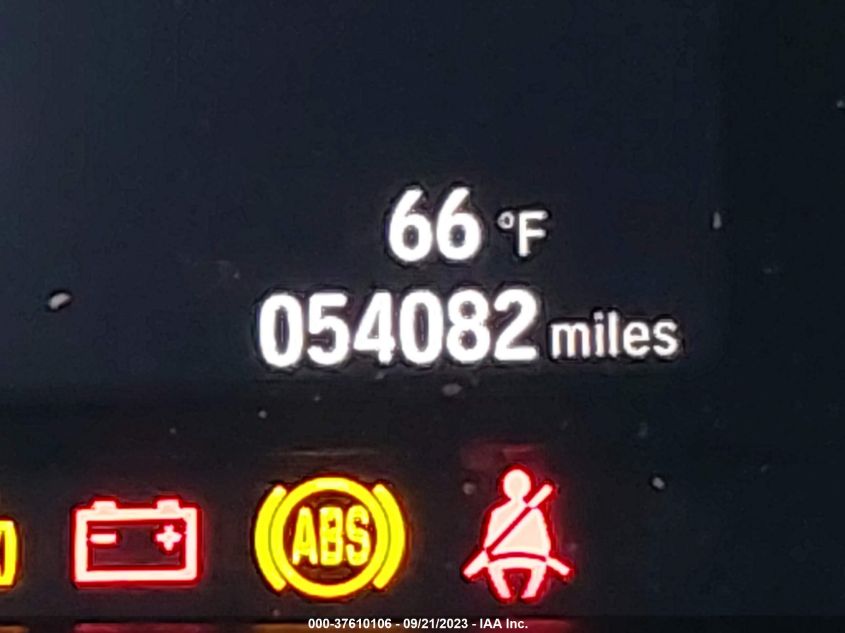 66 °F
054082 miles
- +
ABS
000-37610106 - 09/21/2023 - IAA Inc.